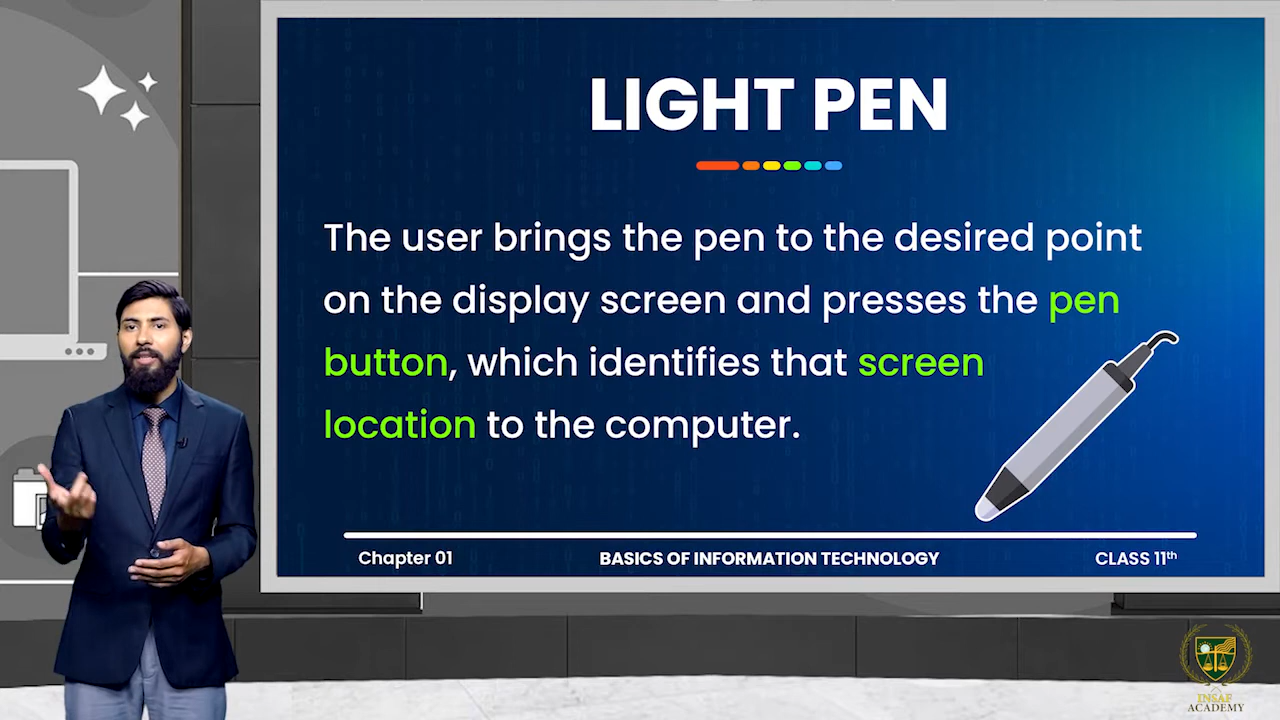 LIGHT PEN
The user brings the pen to the desired point
on the display screen and presses the pen
button, which identifies that screen
location to the computer.
Chapter 01
BASICS OF INFORMATION TECHNOLOGY
CLASS 11th
INSAF
ACADEMY